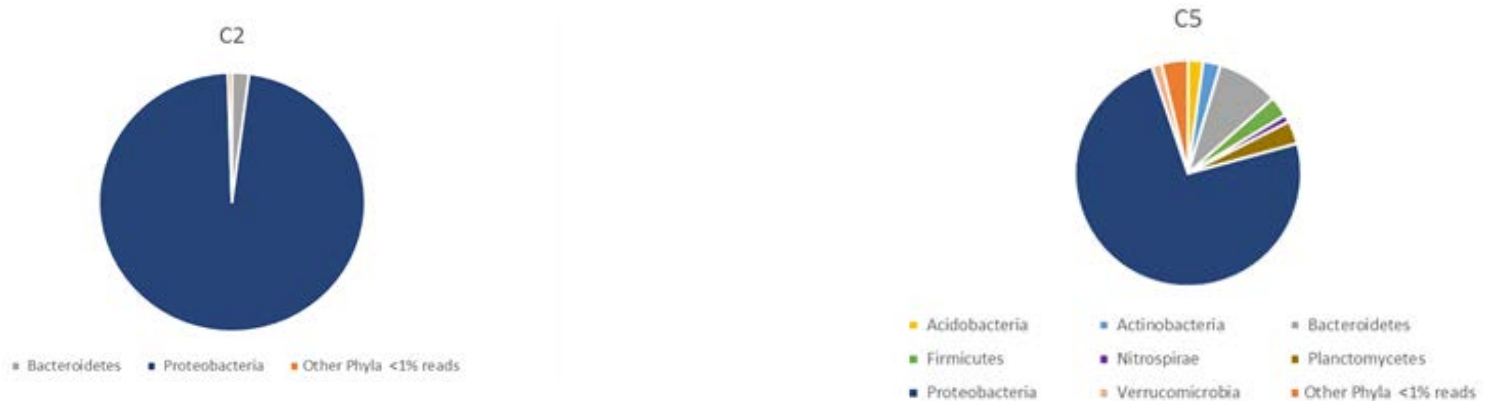 C2
Bacteroidetes Proteobacteria Other Phyla <1% reads
C5
Acidobacteria Actinobacteria Bacteroidetes
Firmicutes Nitrospirae Planctomycetes
Proteobacteria Verrucomicrobia Other Phyla <1% reads